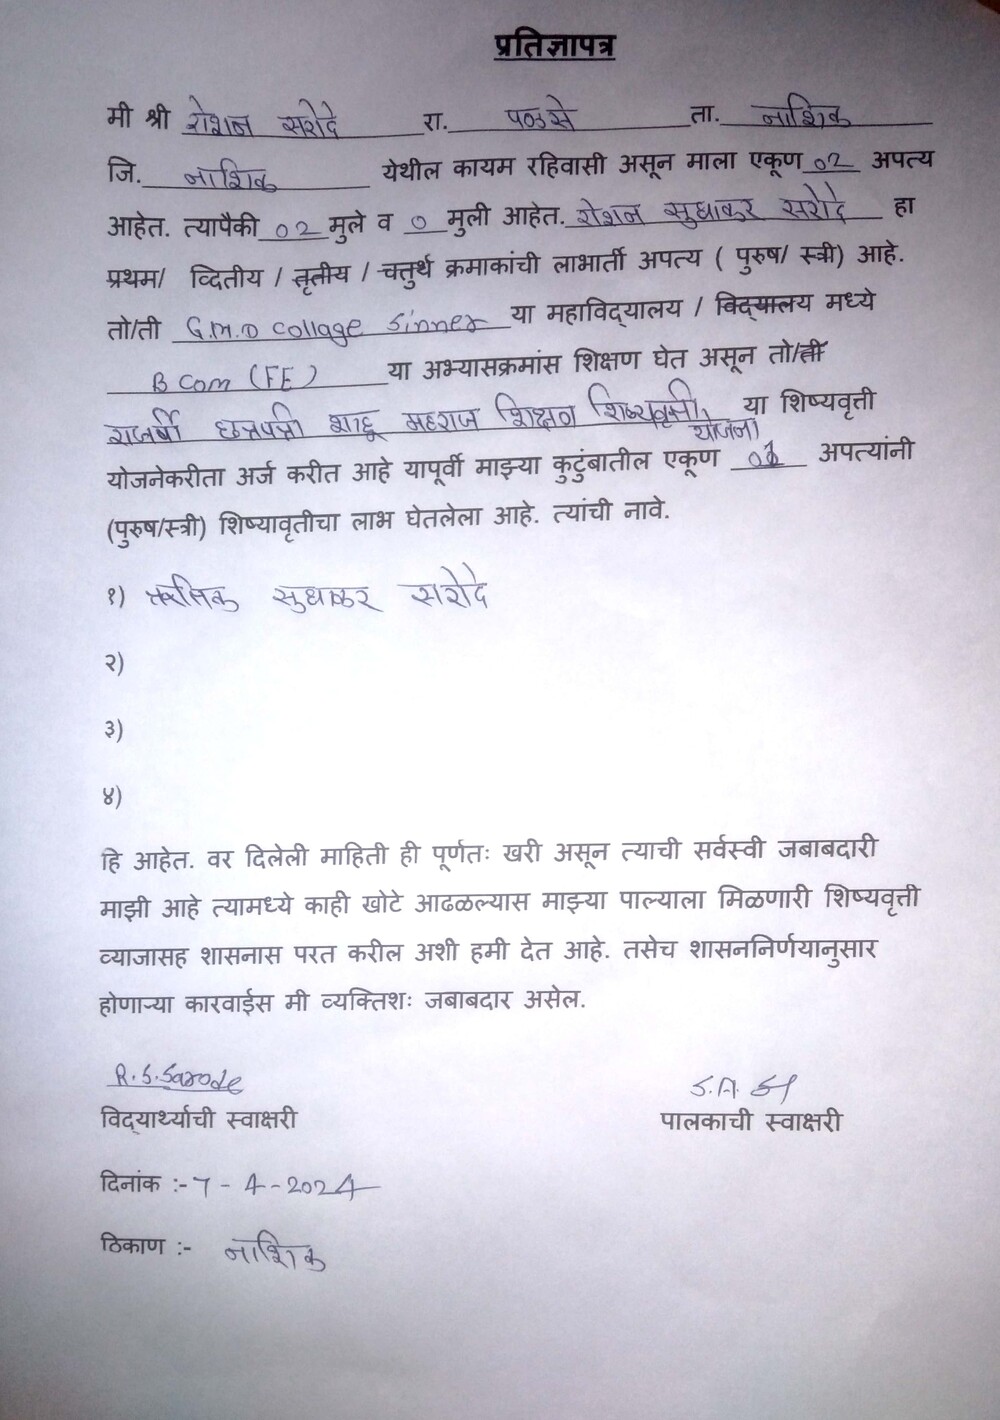 प्रतिज्ञापत्र
मी श्री रोशन सरोदे रा. पळसे ता. नाशिक
जि. नाशिक येथील कायम रहिवासी असून माला एकूण 02 अपत्य
आहेत. त्यापैकी 02 मुले व 0 मुली आहेत. रोशन सुधाकर सरोदे हा
प्रथम/ व्दितीय / तृतीय / चतुर्थ क्रमाकांची लाभार्ती अपत्य ( पुरुष/ स्त्री) आहे.
तो/ती G.M.D Collage Sinner या महाविद्यालय / विद्यालय मध्ये
B Com (FE) या अभ्यासक्रमांस शिक्षण घेत असून तो/ती
राजर्षी छत्रपत्री शाहू महराज शिक्षन शिष्यवृत्ती योजना या शिष्यवृत्ती
योजनेकरीता अर्ज करीत आहे यापूर्वी माझ्या कुटुंबातील एकूण 01 अपत्यांनी
(पुरुष/स्त्री) शिष्यावृतीचा लाभ घेतलेला आहे. त्यांची नावे.
१) सुधाकर सरोदे
२)
३)
४)
हि आहेत. वर दिलेली माहिती ही पूर्णतः खरी असून त्याची सर्वस्वी जबाबदारी
माझी आहे त्यामध्ये काही खोटे आढळल्यास माझ्या पाल्याला मिळणारी शिष्यवृत्ती
व्याजासह शासनास परत करील अशी हमी देत आहे. तसेच शासननिर्णयानुसार
होणाऱ्या कारवाईस मी व्यक्तिशः जबाबदार असेल.
R.S.Sarode S.A.
विद्यार्थ्याची स्वाक्षरी पालकाची स्वाक्षरी
दिनांक :- 7 - 4 - 2024
ठिकाण :- नाशिक